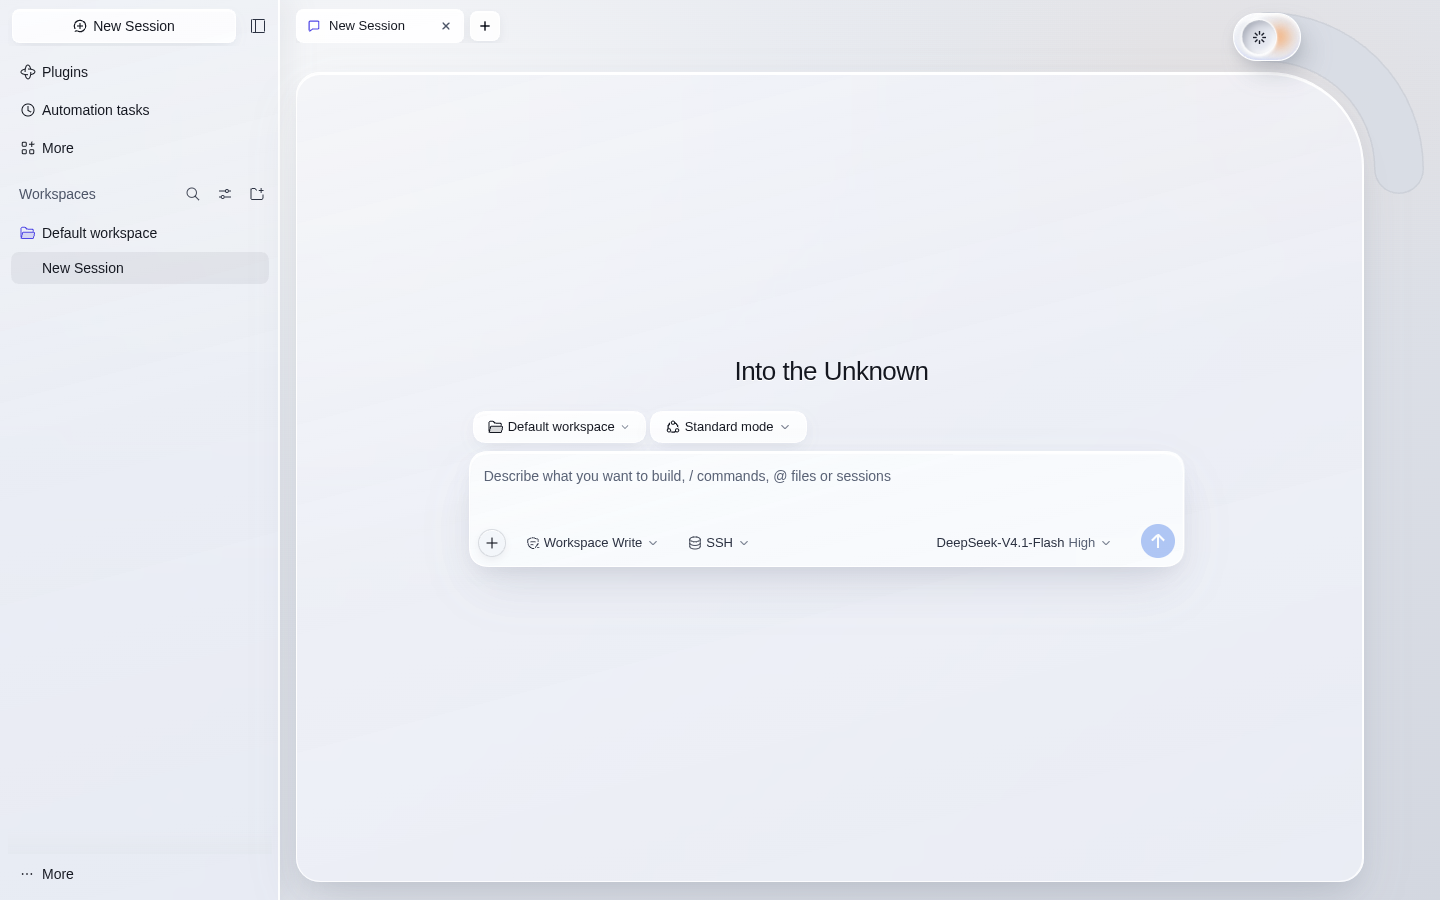 New Session
Plugins
Automation tasks
More
Workspaces
Default workspace
New Session
More
New Session
Into the Unknown
Default workspace
Standard mode
Describe what you want to build, / commands, @ files or sessions
Workspace Write
SSH
DeepSeek-V4.1-Flash High